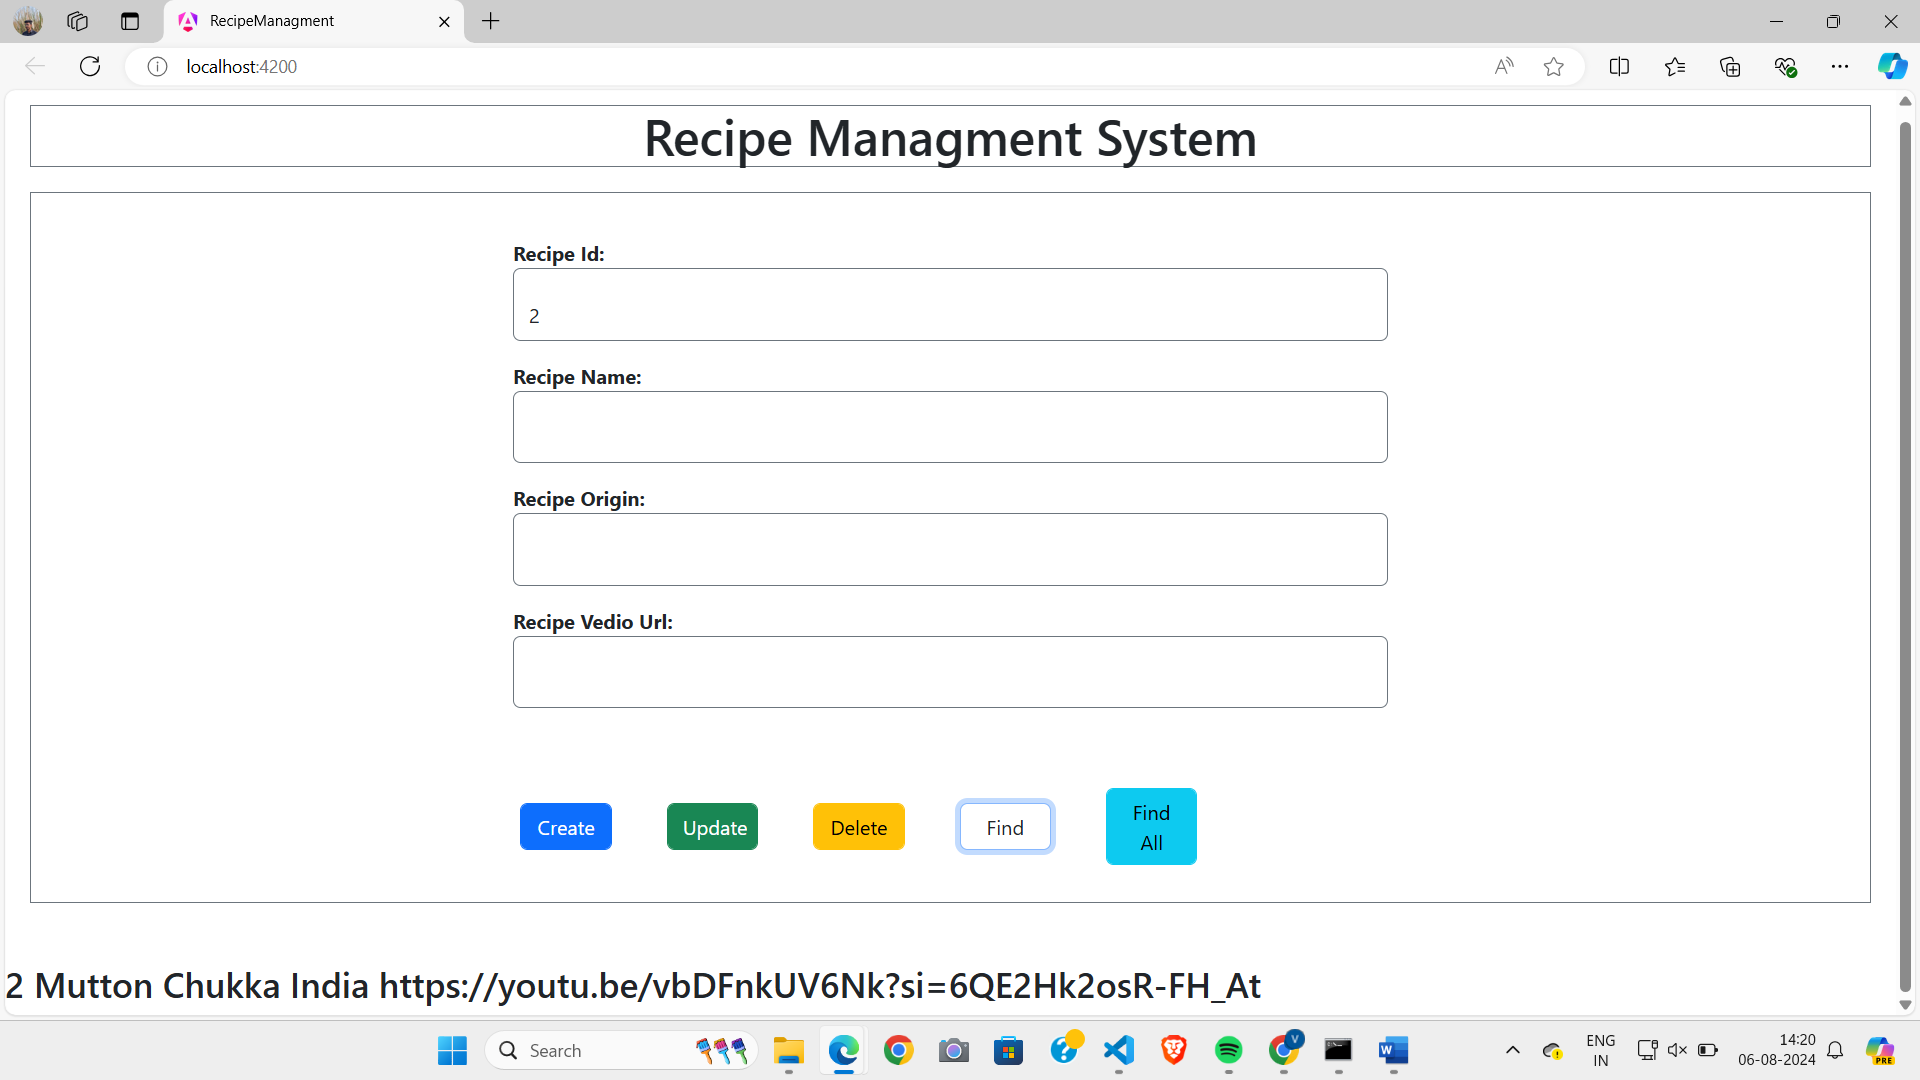 RecipeManagment
localhost:4200
Recipe Managment System
Recipe Id:
2
Recipe Name:
Recipe Origin:
Recipe Vedio Url:
Create
Update
Delete
Find
Find
All
2 Mutton Chukka India https://youtu.be/vbDFnkUV6Nk?si=6QE2Hk2osR-FH_At
Search
V
W
PRE
ENG
IN
14:20
06-08-2024